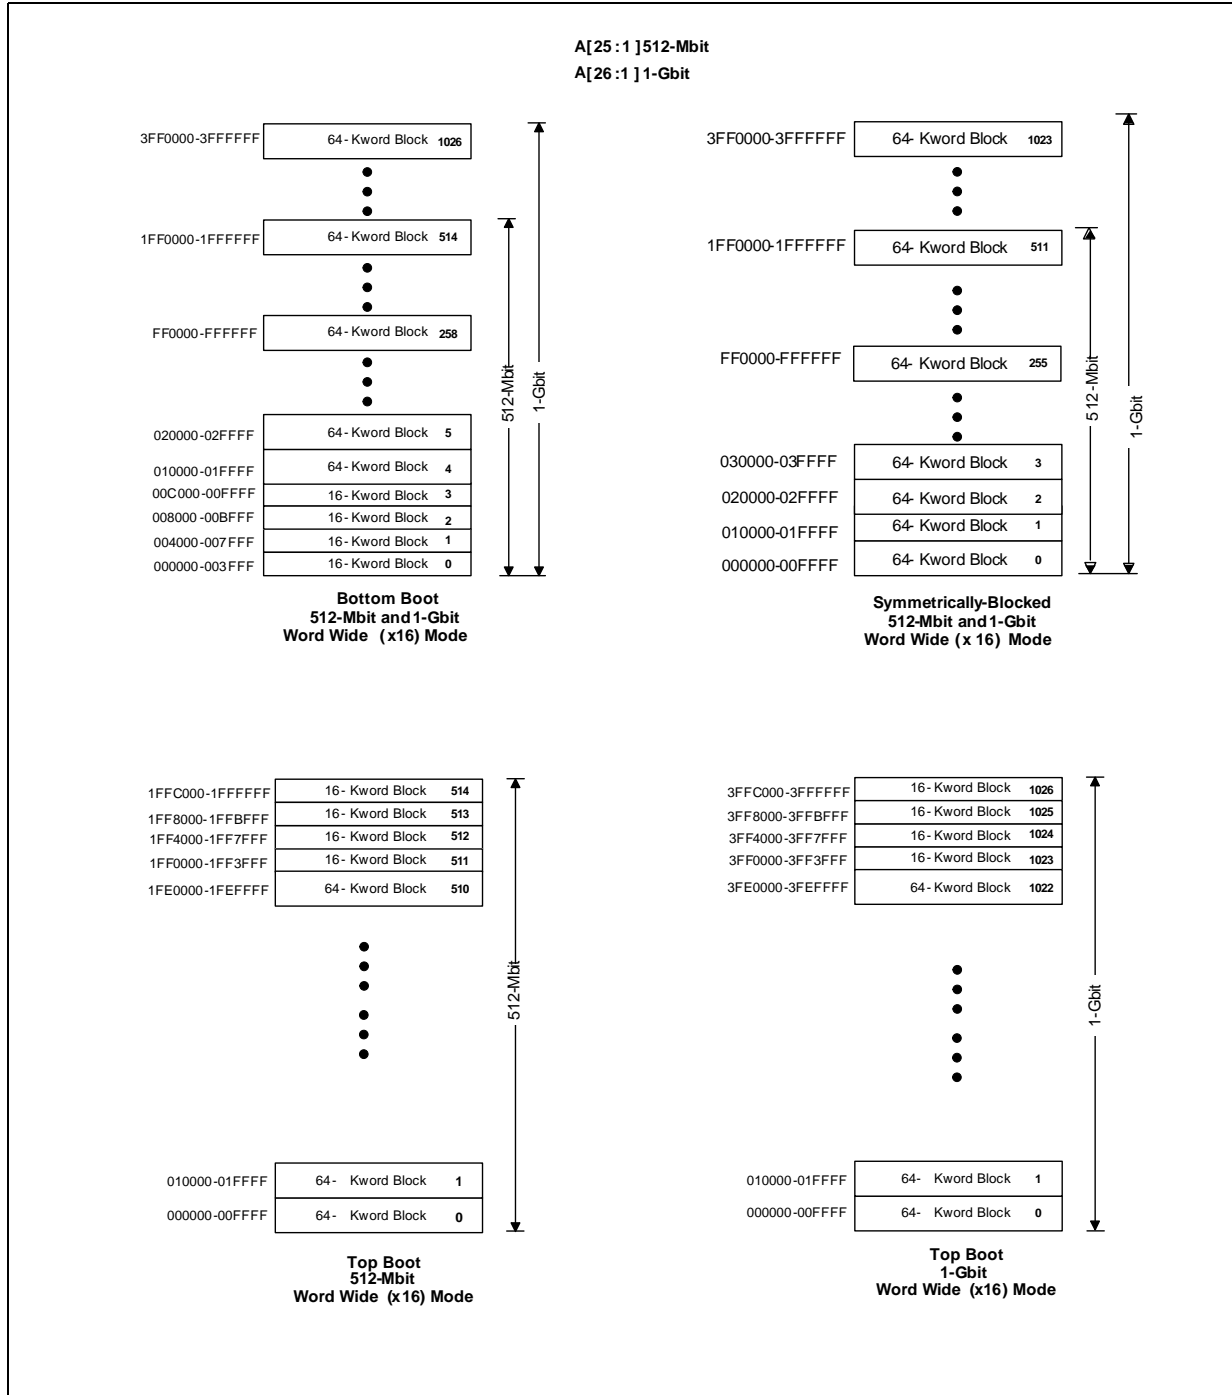 A[25:1] 512-Mbit
A[26:1] 1-Gbit
3FF0000-3FFFFFF 64-Kword Block 1026
1FF0000-1FFFFFF 64-Kword Block 514
FF0000-FFFFFF 64-Kword Block 258
020000-02FFFF 64-Kword Block 5
010000-01FFFF 64-Kword Block 4
00C000-00FFFF 16-Kword Block 3
008000-00BFFF 16-Kword Block 2
004000-007FFF 16-Kword Block 1
000000-003FFF 16-Kword Block 0
512-Mbit
1-Gbit
Bottom Boot
512-Mbit and 1-Gbit
Word Wide (x16) Mode
3FF0000-3FFFFFF 64-Kword Block 1023
1FF0000-1FFFFFF 64-Kword Block 511
FF0000-FFFFFF 64-Kword Block 255
030000-03FFFF 64-Kword Block 3
020000-02FFFF 64-Kword Block 2
010000-01FFFF 64-Kword Block 1
000000-00FFFF 64-Kword Block 0
512-Mbit
1-Gbit
Symmetrically-Blocked
512-Mbit and 1-Gbit
Word Wide (x16) Mode
1FFC000-1FFFFFF 16-Kword Block 514
1FF8000-1FFBFFF 16-Kword Block 513
1FF4000-1FF7FFF 16-Kword Block 512
1FF0000-1FF3FFF 16-Kword Block 511
1FE0000-1FEFFFF 64-Kword Block 510
512-Mbit
010000-01FFFF 64- Kword Block 1
000000-00FFFF 64- Kword Block 0
Top Boot
512-Mbit
Word Wide (x16) Mode
3FFC000-3FFFFFF 16-Kword Block 1026
3FF8000-3FFBFFF 16-Kword Block 1025
3FF4000-3FF7FFF 16-Kword Block 1024
3FF0000-3FF3FFF 16-Kword Block 1023
3FE0000-3FEFFFF 64-Kword Block 1022
1-Gbit
010000-01FFFF 64- Kword Block 1
000000-00FFFF 64- Kword Block 0
Top Boot
1-Gbit
Word Wide (x16) Mode